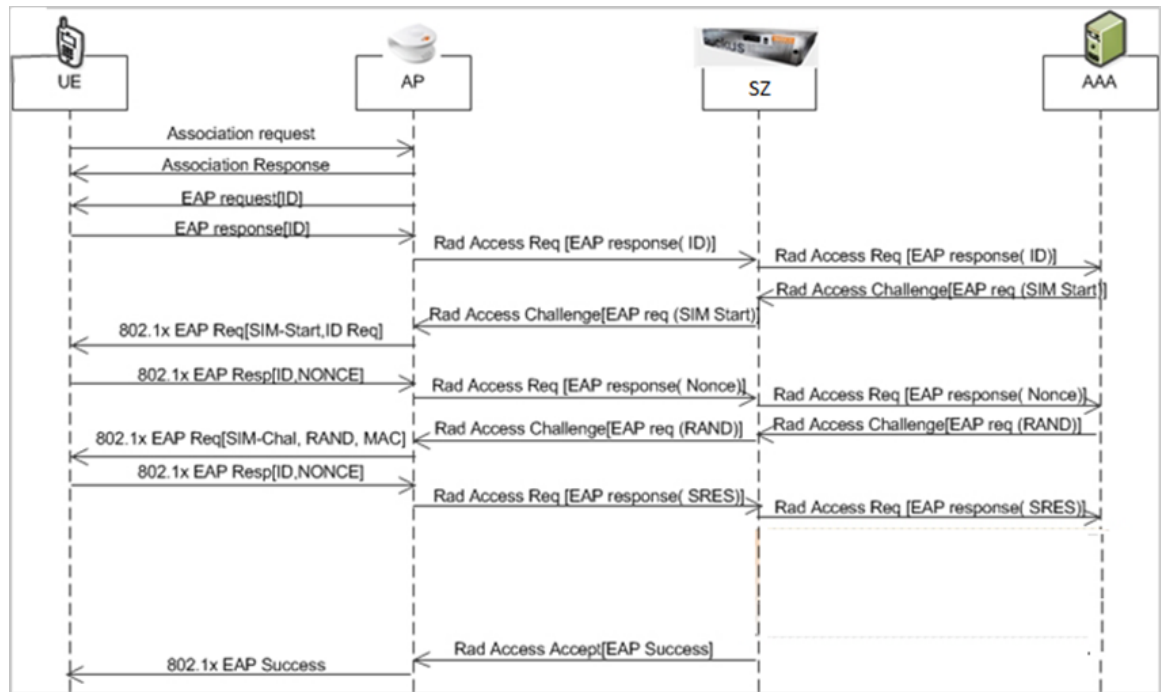 UE
AP
SZ
AAA
Association request
Association Response
EAP request[ID]
EAP response[ID]
Rad Access Req [EAP response( ID)]
Rad Access Req [EAP response( ID)]
Rad Access Challenge[EAP req (SIM Start)]
Rad Access Challenge[EAP req (SIM Start)]
802.1x EAP Req[SIM-Start,ID Req]
802.1x EAP Resp[ID,NONCE]
Rad Access Req [EAP response( Nonce)]
Rad Access Req [EAP response( Nonce)]
Rad Access Challenge[EAP req (RAND)]
Rad Access Challenge[EAP req (RAND)]
802.1x EAP Req[SIM-Chal, RAND, MAC]
802.1x EAP Resp[ID,NONCE]
Rad Access Req [EAP response( SRES)]
Rad Access Req [EAP response( SRES)]
Rad Access Accept[EAP Success]
802.1x EAP Success